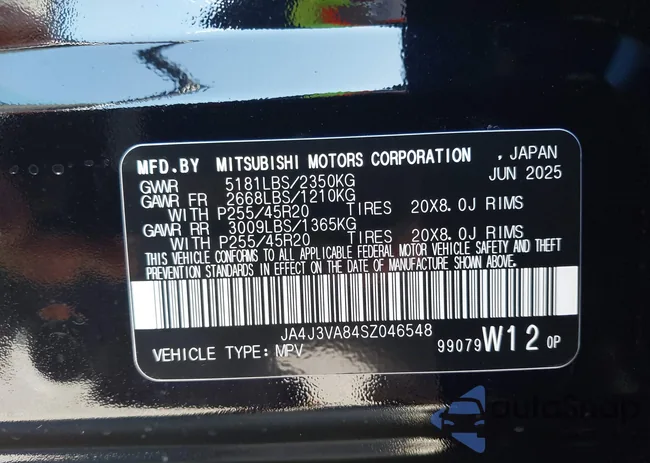 MFD.BY MITSUBISHI MOTORS CORPORATION , JAPAN
GVWR 5181LBS/2350KG JUN 2025
GAWR FR 2668LBS/1210KG
WITH P255/45R20 TIRES 20X8.0J RIMS
GAWR RR 3009LBS/1365KG
WITH P255/45R20 TIRES 20X8.0J RIMS
THIS VEHICLE CONFORMS TO ALL APPLICABLE FEDERAL MOTOR VEHICLE SAFETY AND THEFT
PREVENTION STANDARDS IN EFFECT ON THE DATE OF MANUFACTURE SHOWN ABOVE.
JA4J3VA84SZ046548
VEHICLE TYPE: MPV 99079 W12 0P
autoSnap